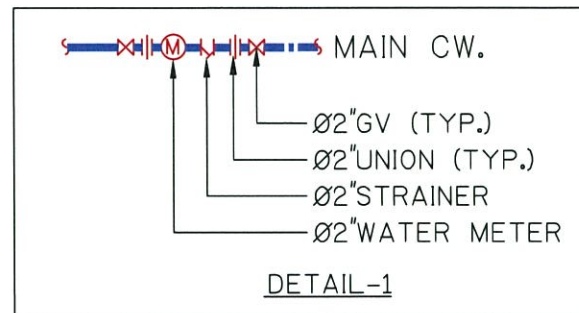 M MAIN CW.
Ø2"GV (TYP.)
Ø2"UNION (TYP.)
Ø2"STRAINER
Ø2"WATER METER
DETAIL-1